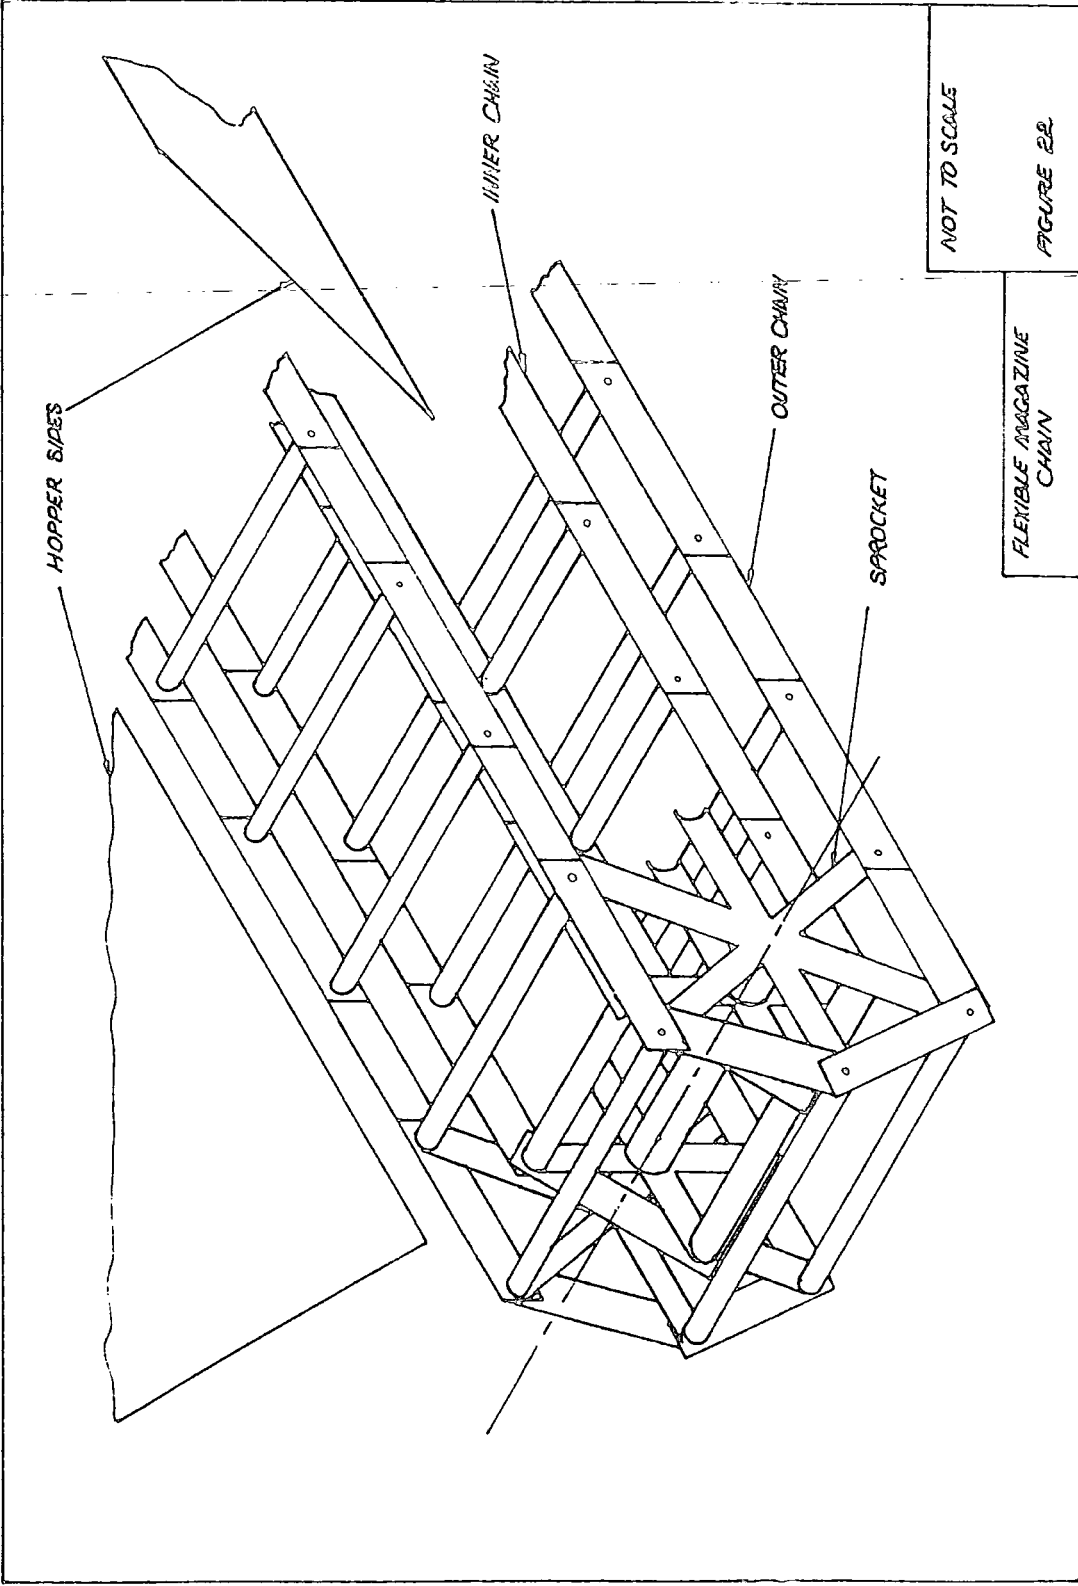 HOPPER SIDES
INNER CHAIN
OUTER CHAIN
SPROCKET
FLEXIBLE MAGAZINE
CHAIN
NOT TO SCALE
FIGURE 22